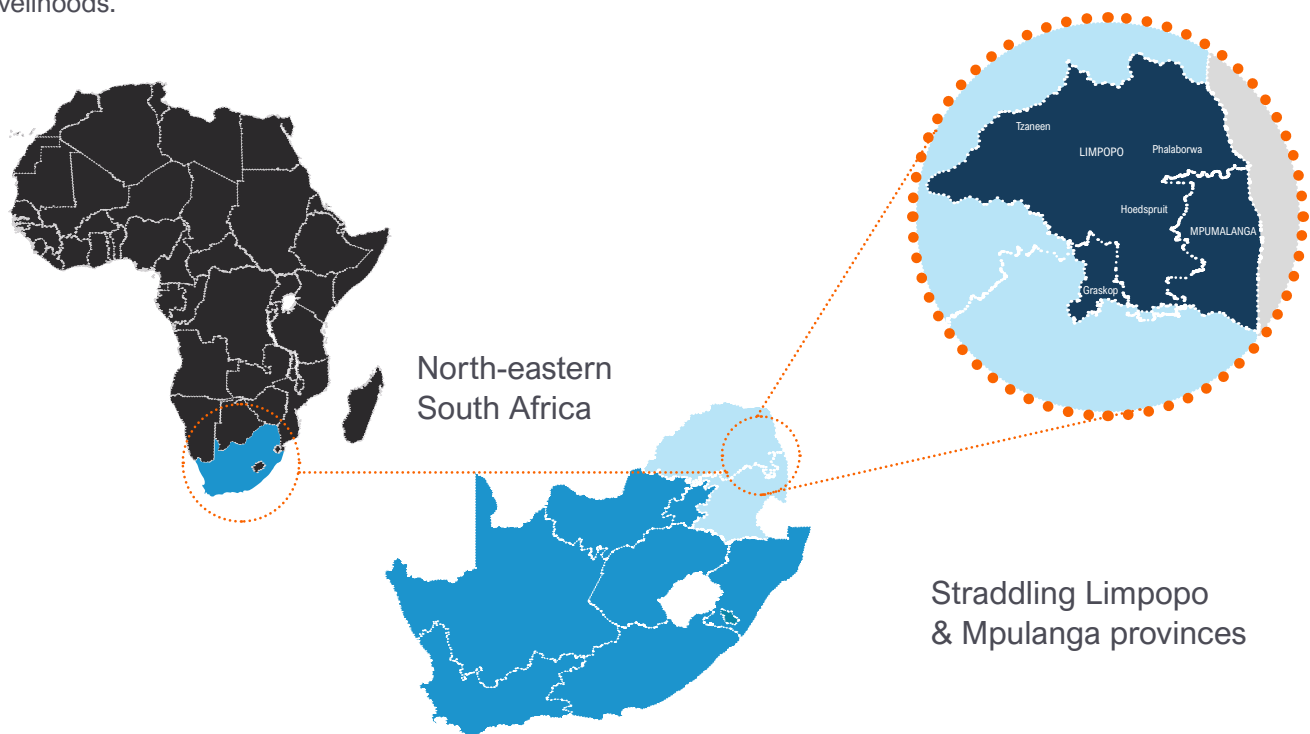 velihoods.
Tzaneen
LIMPOPO
Phalaborwa
Hoedspruit
MPUMALANGA
Graskop
North-eastern
South Africa
Straddling Limpopo
& Mpulanga provinces